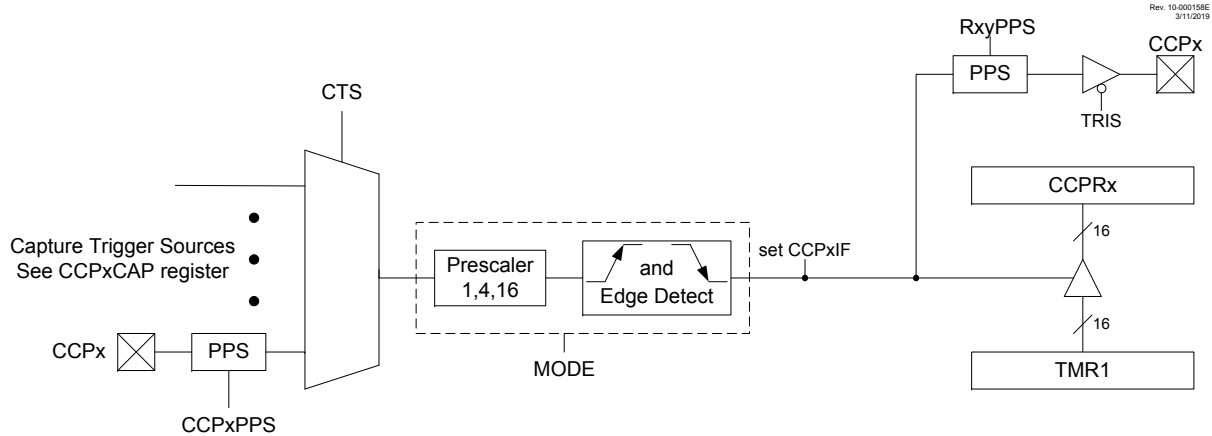 Rev. 10-000158E
3/11/2019
RxyPPS
CCPx
PPS
TRIS
CTS
CCPRx
16
Capture Trigger Sources
See CCPxCAP register
Prescaler
1,4,16
and
Edge Detect
set CCPxIF
16
CCPx
PPS
MODE
TMR1
CCPxPPS